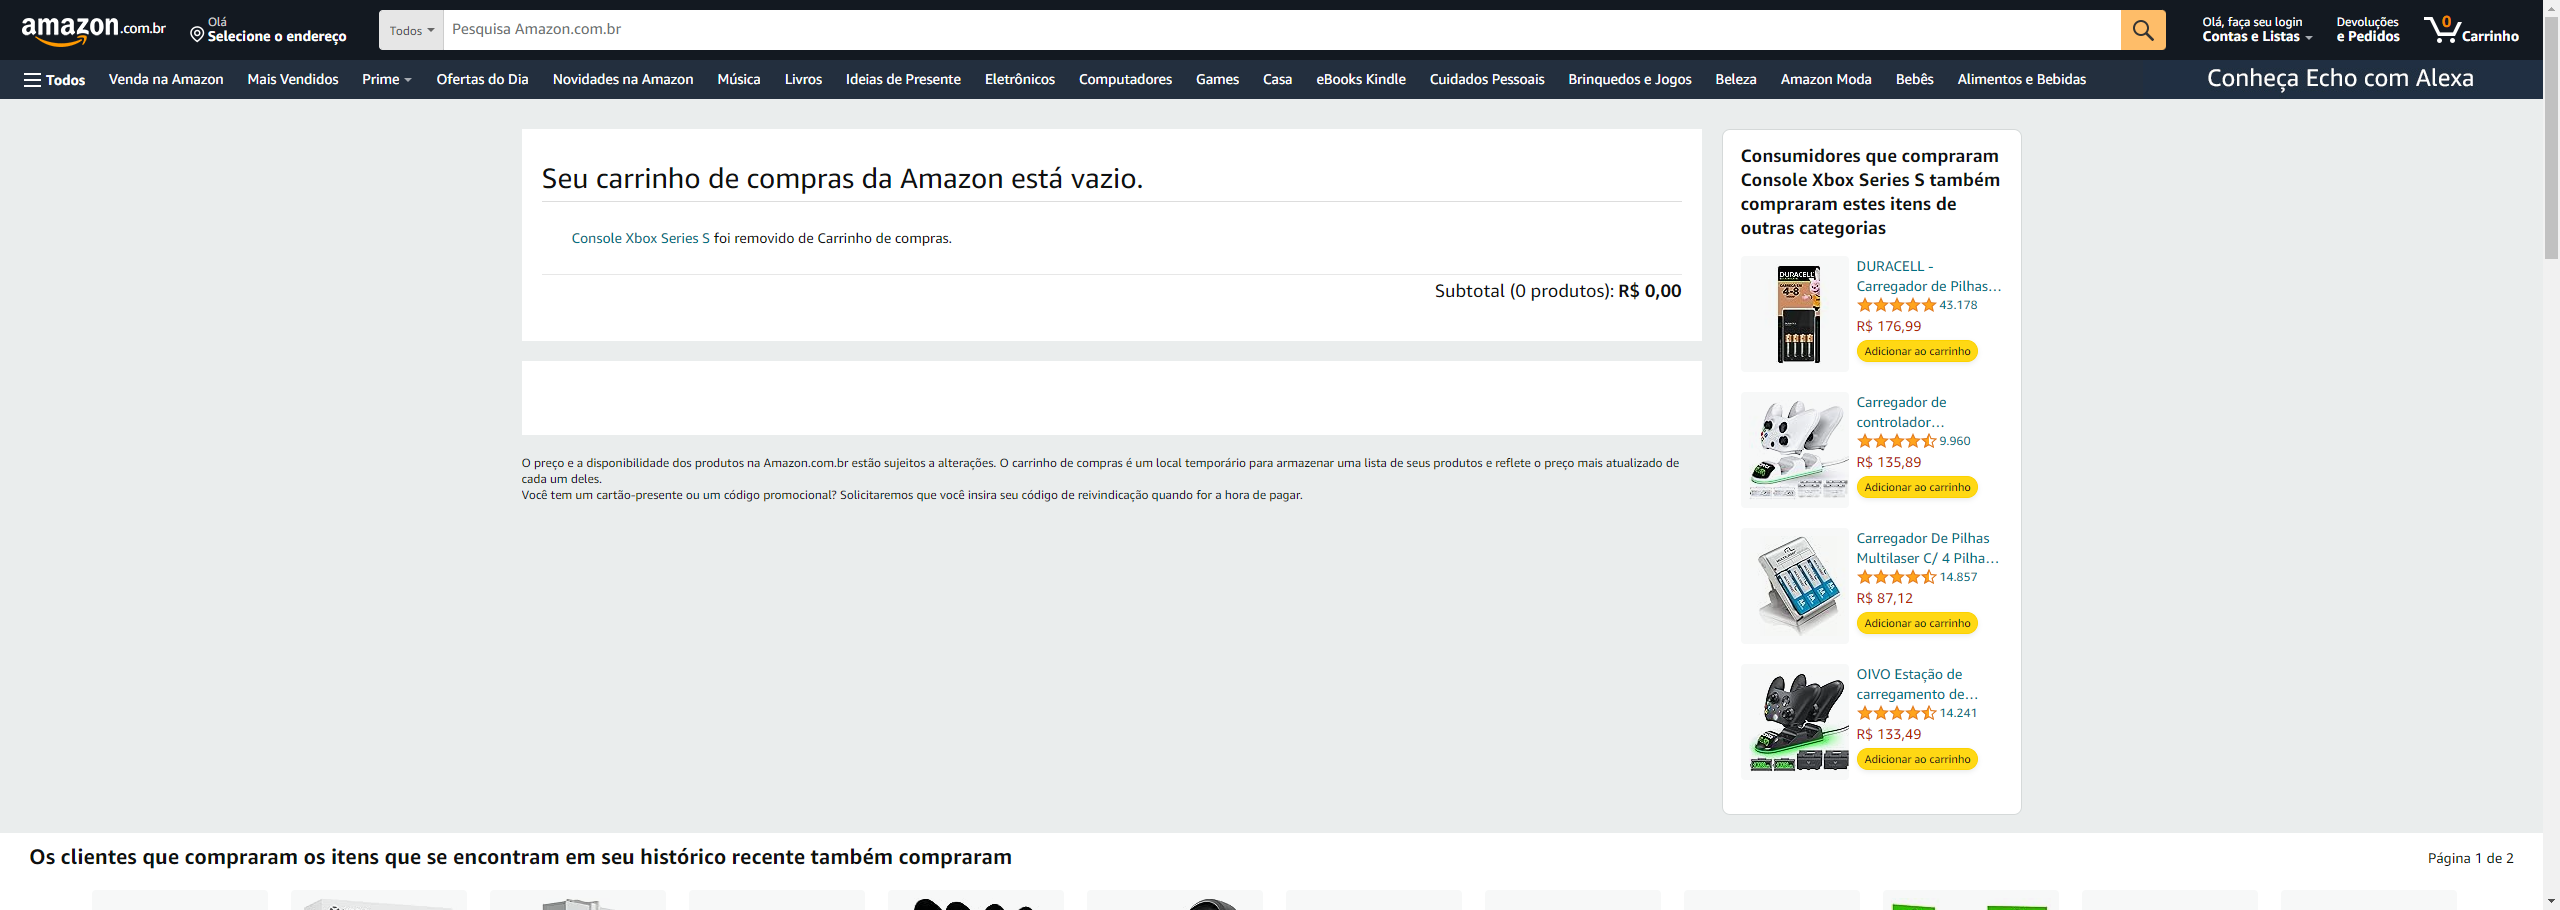 amazon.com.br
Olá
Selecione o endereço
Todos
Pesquisa Amazon.com.br
Olá, faça seu login
Contas e Listas
Devoluções
e Pedidos
0
Carrinho
Todos
Venda na Amazon
Mais Vendidos
Prime
Ofertas do Dia
Novidades na Amazon
Música
Livros
Ideias de Presente
Eletrônicos
Computadores
Games
Casa
eBooks Kindle
Cuidados Pessoais
Brinquedos e Jogos
Beleza
Amazon Moda
Bebês
Alimentos e Bebidas
Conheça Echo com Alexa
Seu carrinho de compras da Amazon está vazio.
Console Xbox Series S foi removido de Carrinho de compras.
Subtotal (0 produtos): R$ 0,00
O preço e a disponibilidade dos produtos na Amazon.com.br estão sujeitos a alterações. O carrinho de compras é um local temporário para armazenar uma lista de seus produtos e reflete o preço mais atualizado de
cada um deles.
Você tem um cartão-presente ou um código promocional? Solicitaremos que você insira seu código de reivindicação quando for a hora de pagar.
Consumidores que compraram
Console Xbox Series S também
compraram estes itens de
outras categorias
DURACELL
4-8
DURACELL -
Carregador de Pilhas…
43.178
R$ 176,99
Adicionar ao carrinho
Carregador de
controlador…
9.960
R$ 135,89
Adicionar ao carrinho
Carregador De Pilhas
Multilaser C/ 4 Pilha…
14.857
R$ 87,12
Adicionar ao carrinho
OIVO Estação de
carregamento de…
14.241
R$ 133,49
Adicionar ao carrinho
Os clientes que compraram os itens que se encontram em seu histórico recente também compraram
Página 1 de 2